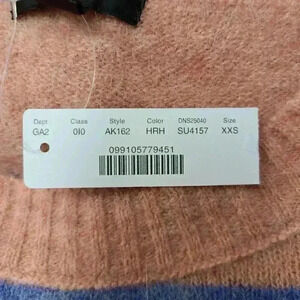 Dept Class Style Color DNS25040 Size
GA2 0I0 AK162 HRH SU4157 XXS
099105779451